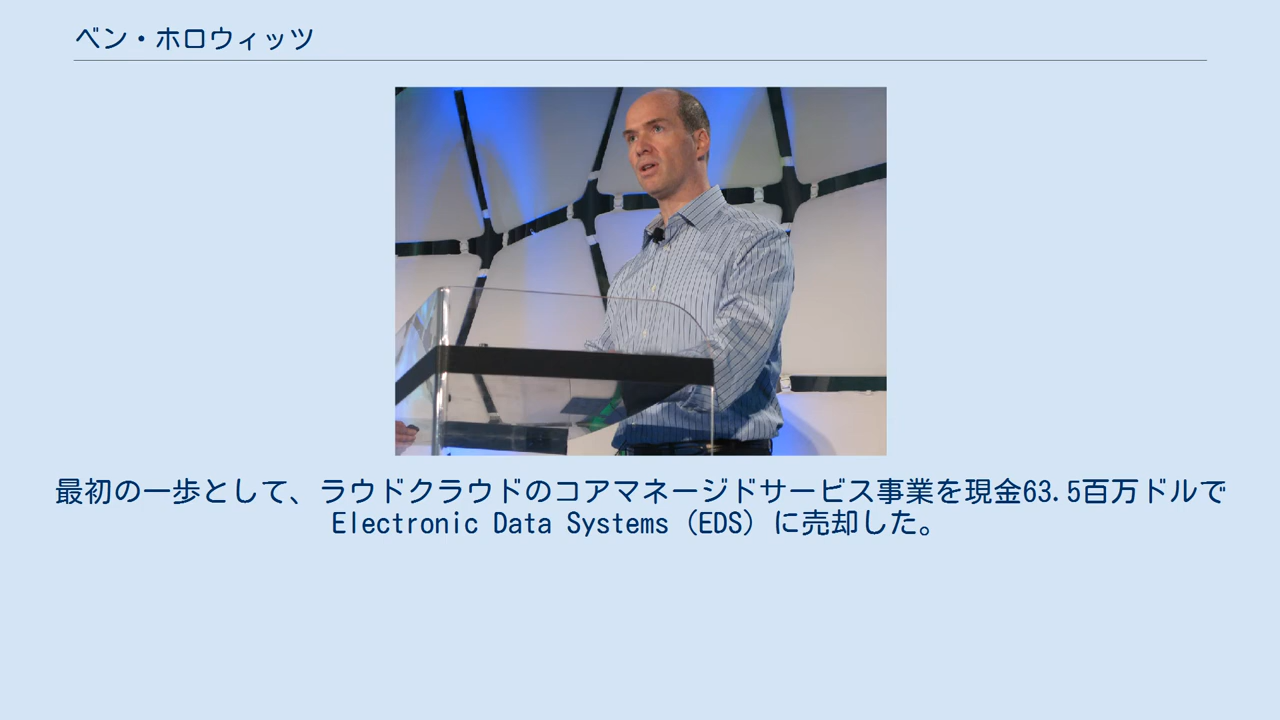 ベン・ホロウィッツ
最初の一歩として、ラウドクラウドのコアマネージドサービス事業を現金63.5百万ドルで
Electronic Data Systems（EDS）に売却した。